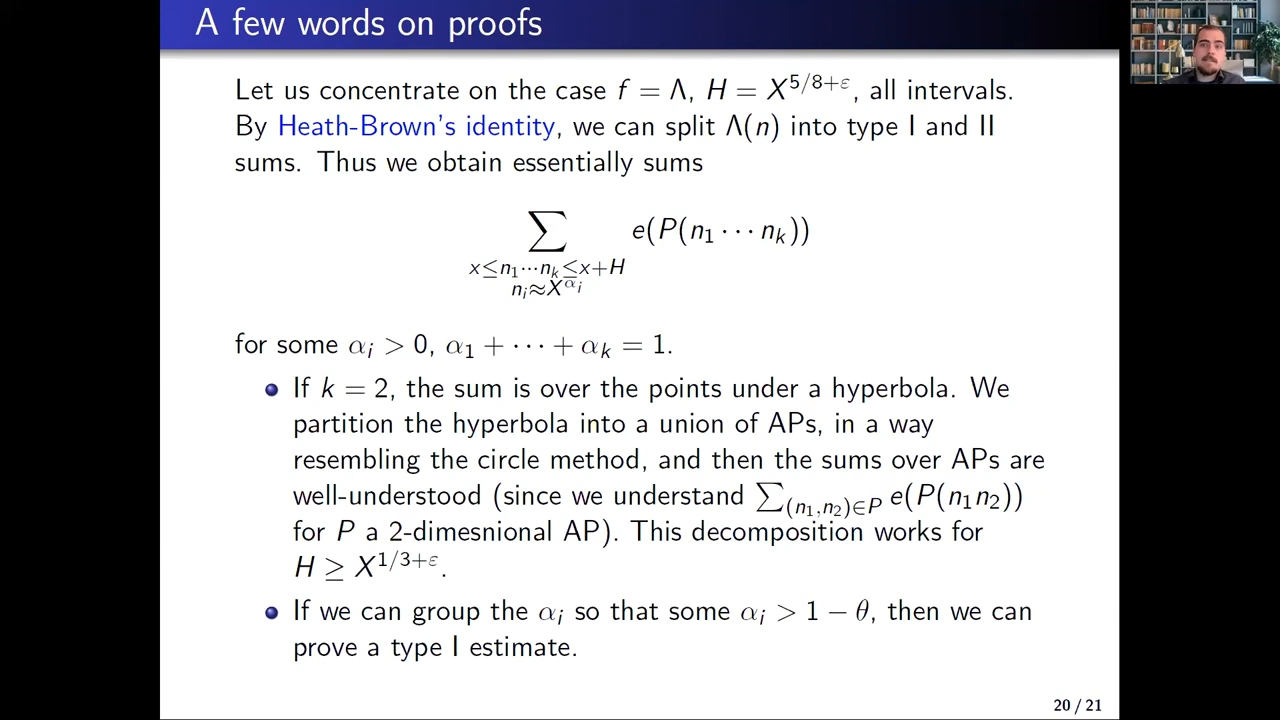 A few words on proofs
Let us concentrate on the case f = Λ, H = X^{5/8+ε}, all intervals.
By Heath-Brown's identity, we can split Λ(n) into type I and II
sums. Thus we obtain essentially sums
∑_{x≤n_1⋯n_k≤x+H, n_i≈X^{α_i}} e(P(n_1 ⋯ n_k))
for some α_i > 0, α_1 + ⋯ + α_k = 1.
If k = 2, the sum is over the points under a hyperbola. We
partition the hyperbola into a union of APs, in a way
resembling the circle method, and then the sums over APs are
well-understood (since we understand ∑_{(n_1,n_2)∈P} e(P(n_1n_2))
for P a 2-dimesnional AP). This decomposition works for
H ≥ X^{1/3+ε}.
If we can group the α_i so that some α_i > 1 − θ, then we can
prove a type I estimate.
20 / 21